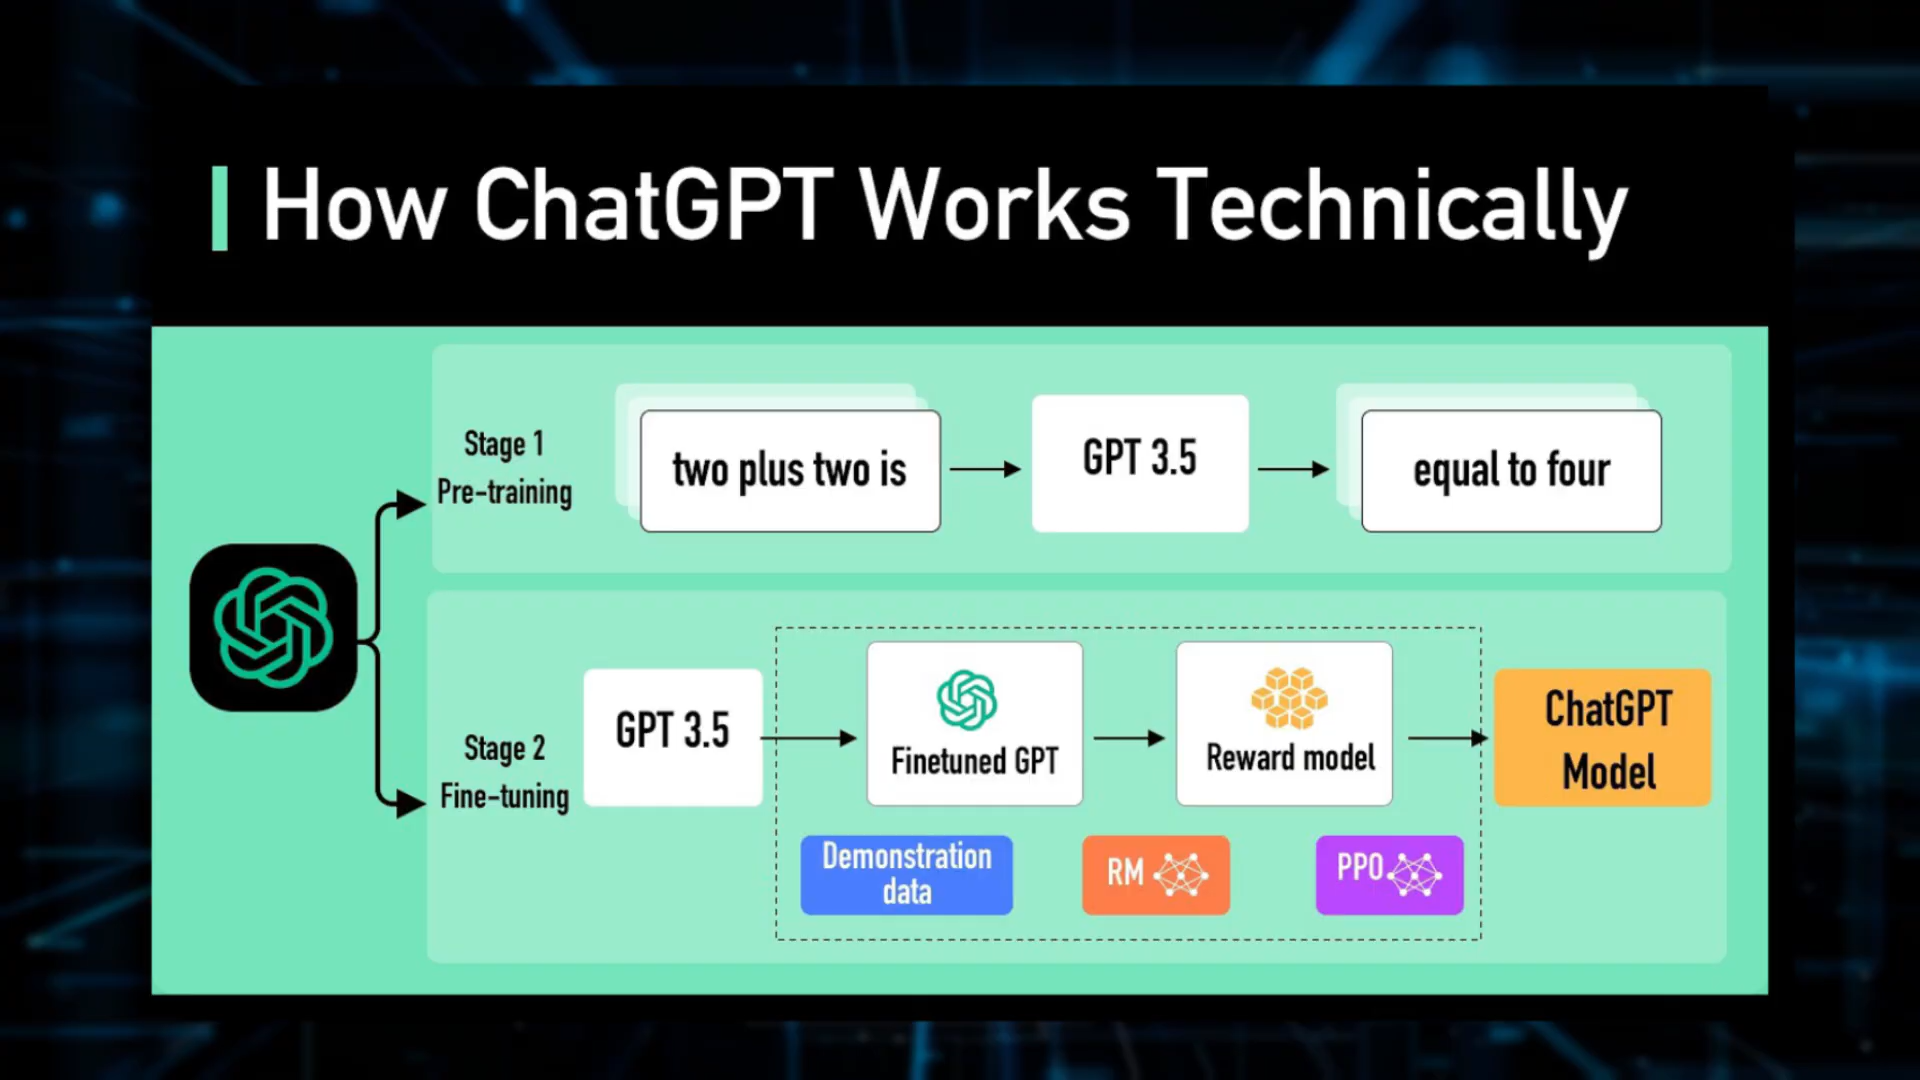 How ChatGPT Works Technically
Stage 1
Pre-training
two plus two is
GPT 3.5
equal to four
Stage 2
Fine-tuning
GPT 3.5
Finetuned GPT
Reward model
ChatGPT
Model
Demonstration
data
RM
PPO